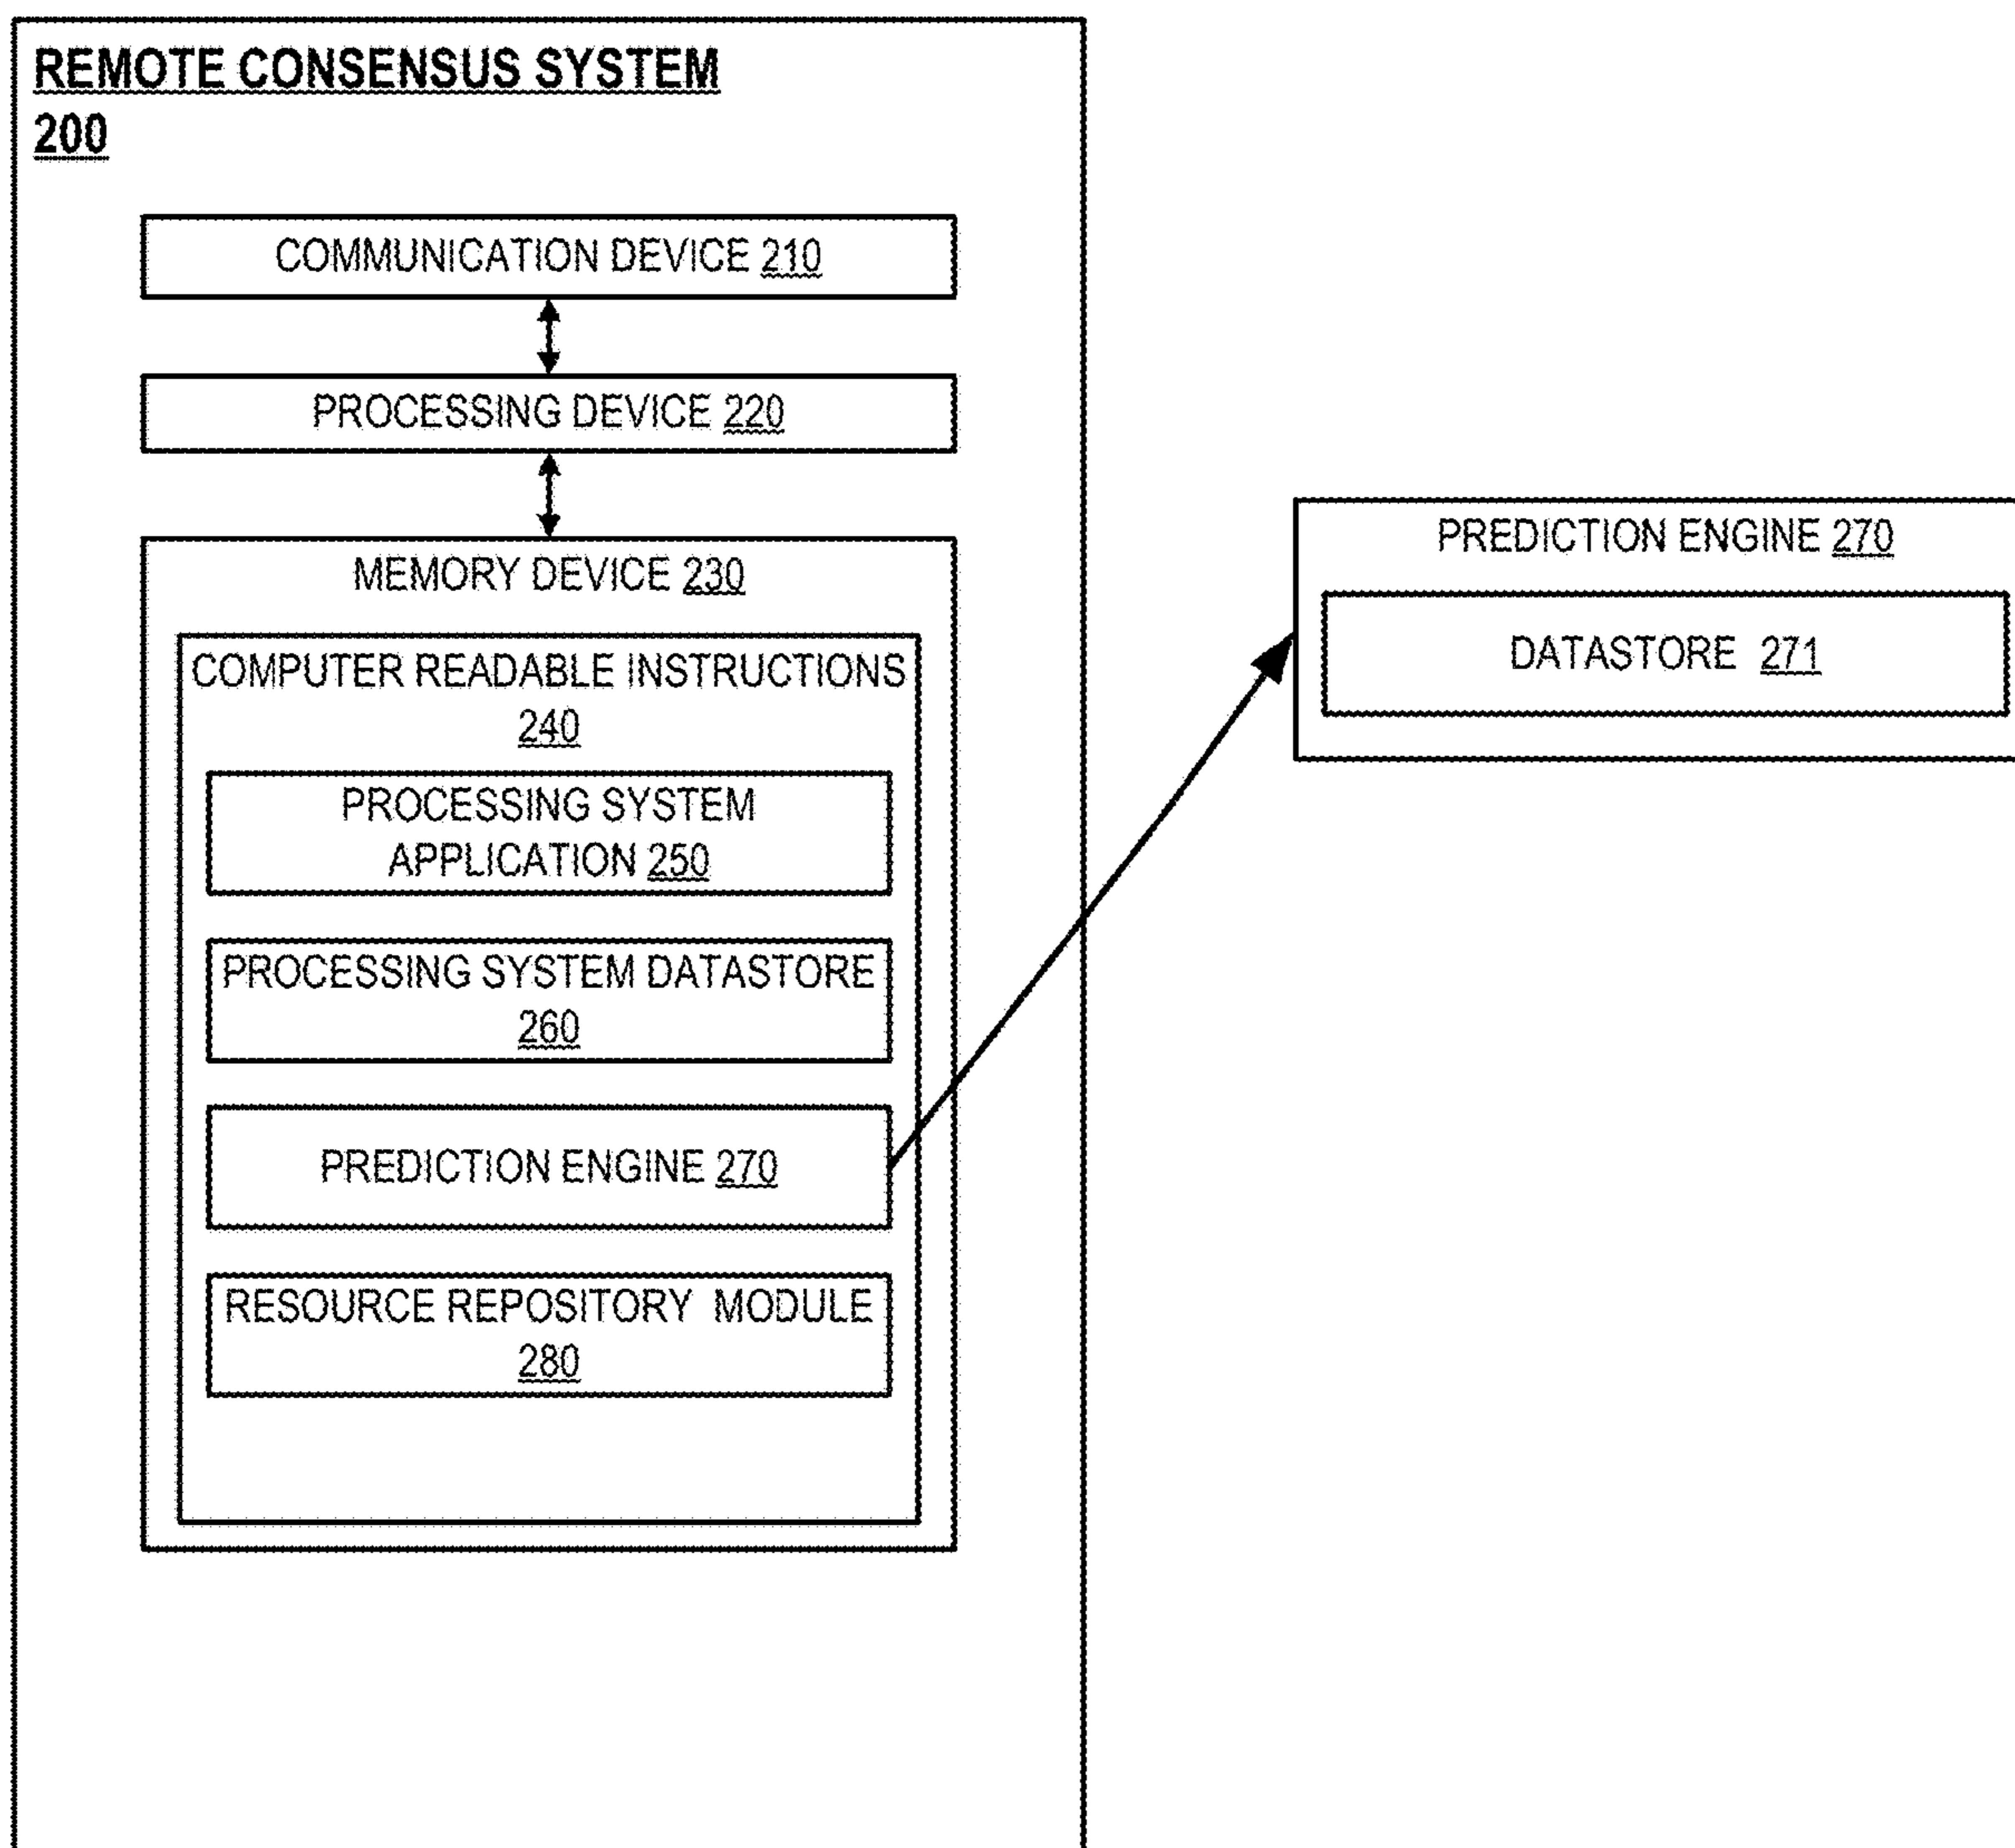 REMOTE CONSENSUS SYSTEM
200
COMMUNICATION DEVICE 210
PROCESSING DEVICE 220
MEMORY DEVICE 230
COMPUTER READABLE INSTRUCTIONS
240
PROCESSING SYSTEM
APPLICATION 250
PROCESSING SYSTEM DATASTORE
260
PREDICTION ENGINE 270
RESOURCE REPOSITORY MODULE
280
PREDICTION ENGINE 270
DATASTORE 271